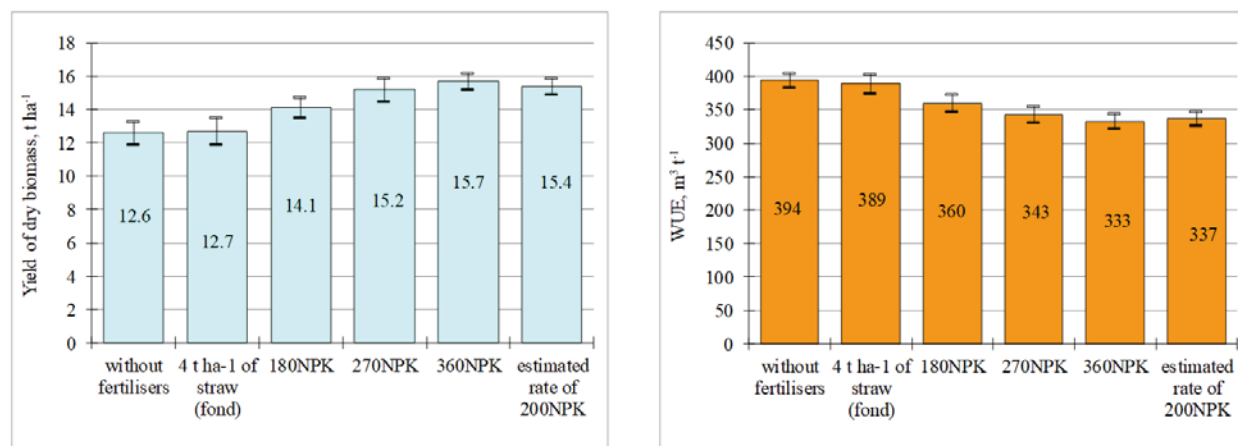 Yield of dry biomass, t ha⁻¹
18
16
14
12
10
8
6
4
2
0
12.6
12.7
14.1
15.2
15.7
15.4
without
fertilisers
4 t ha-1 of
straw
(fond)
180NPK
270NPK
360NPK
estimated
rate of
200NPK
WUE, m³ t⁻¹
450
400
350
300
250
200
150
100
50
0
394
389
360
343
333
337
without
fertilisers
4 t ha-1 of
straw
(fond)
180NPK
270NPK
360NPK
estimated
rate of
200NPK